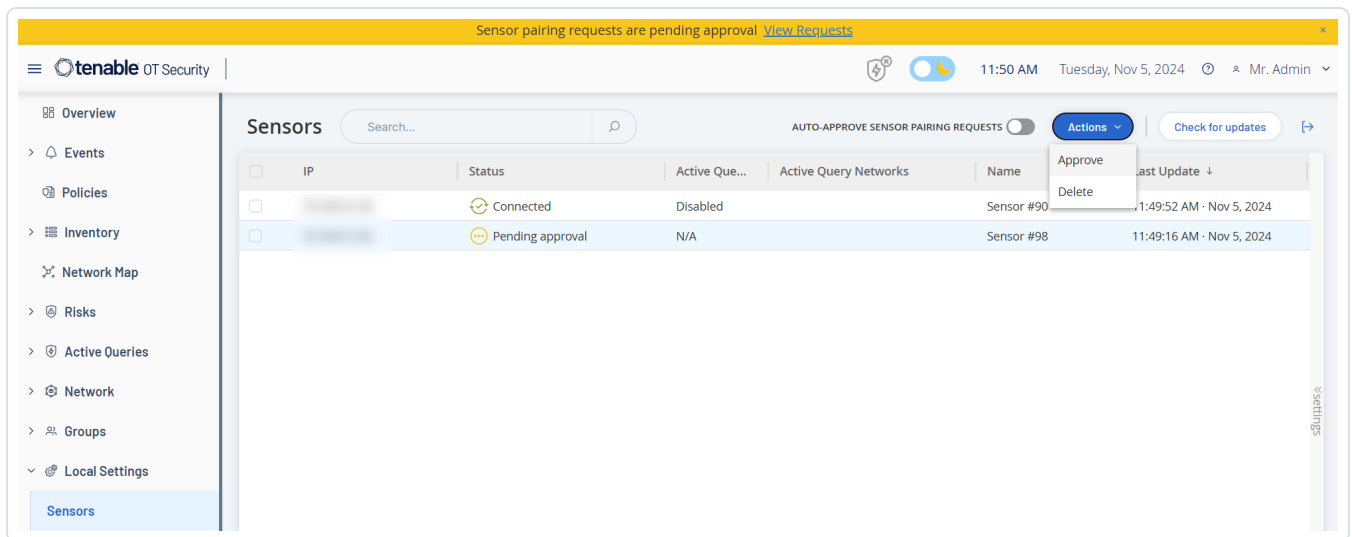 Sensor pairing requests are pending approval View Requests ×
tenable OT Security 11:50 AM Tuesday, Nov 5, 2024 Mr. Admin
Overview
Events
Policies
Inventory
Network Map
Risks
Active Queries
Network
Groups
Local Settings
Sensors
Sensors Search... AUTO-APPROVE SENSOR PAIRING REQUESTS Actions Check for updates
Approve
Delete
IP Status Active Que... Active Query Networks Name Last Update ↓
Connected Disabled Sensor #90 11:49:52 AM · Nov 5, 2024
Pending approval N/A Sensor #98 11:49:16 AM · Nov 5, 2024
settings